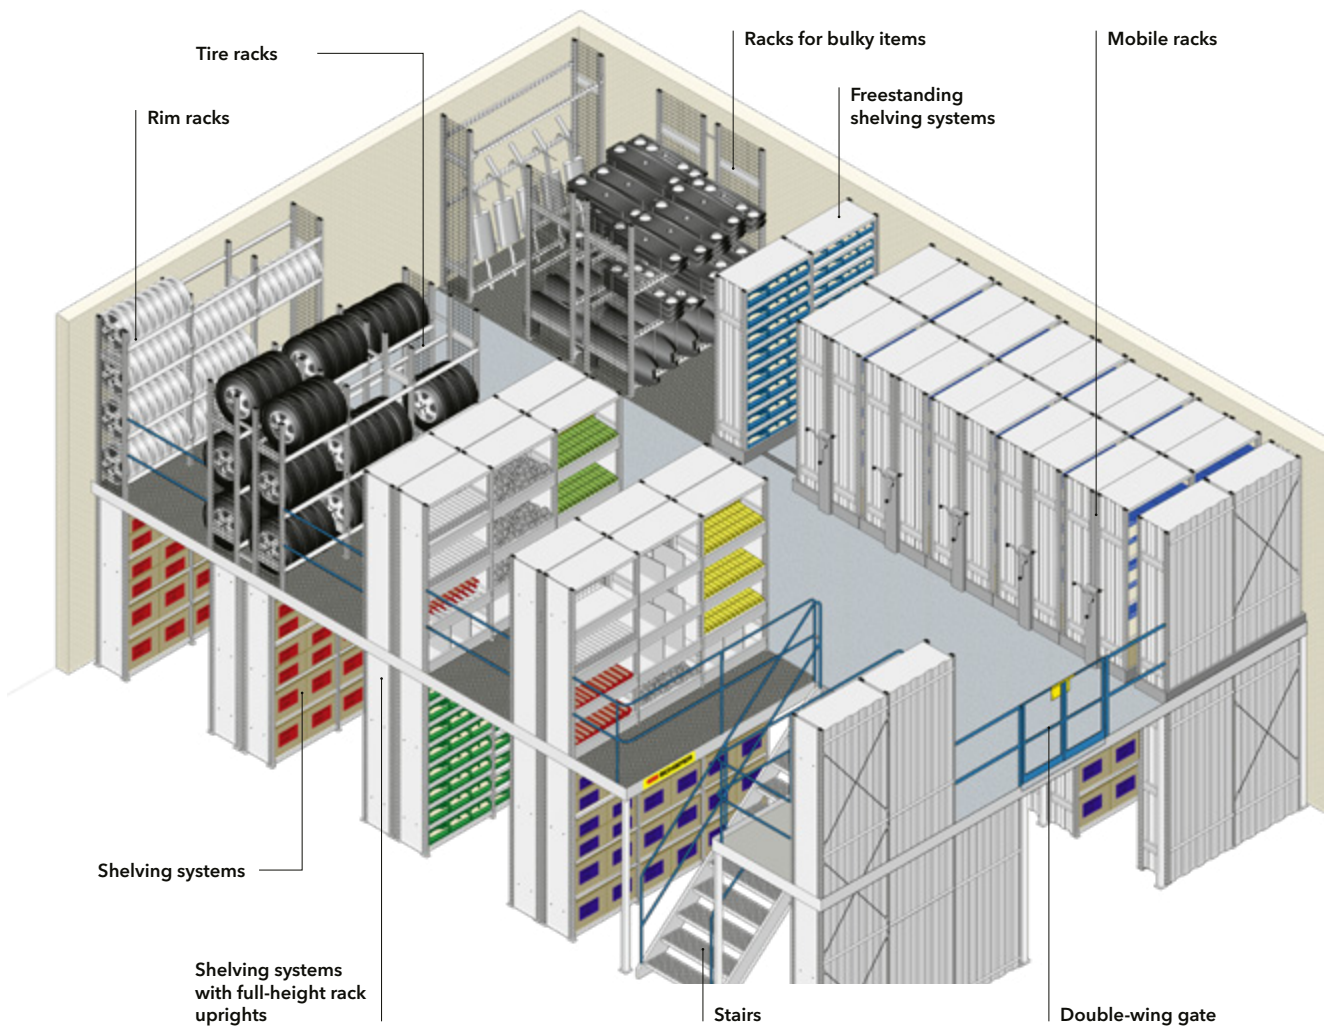 Racks for bulky items
Mobile racks
Tire racks
Freestanding
shelving systems
Rim racks
Shelving systems
Shelving systems
with full-height rack
uprights
Stairs
Double-wing gate